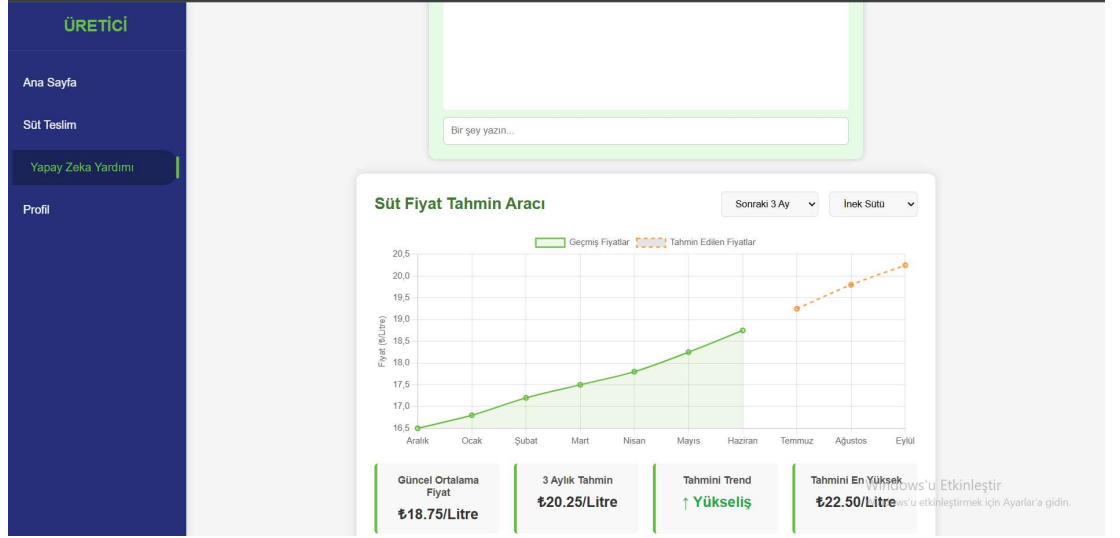 ÜRETİCİ
Ana Sayfa
Süt Teslim
Yapay Zeka Yardımı
Profil
Bir şey yazın...
Süt Fiyat Tahmin Aracı
Sonraki 3 Ay
İnek Sütü
Geçmiş Fiyatlar
Tahmin Edilen Fiyatlar
Fiyat (₺/Litre)
20,5
20,0
19,5
19,0
18,5
18,0
17,5
17,0
16,5
Aralık Ocak Şubat Mart Nisan Mayıs Haziran Temmuz Ağustos Eylül
Güncel Ortalama
Fiyat
₺18.75/Litre
3 Aylık Tahmin
₺20.25/Litre
Tahmini Trend
↑ Yükseliş
Tahmini En Yüksek
₺22.50/Litre
Windows'u Etkinleştir
Windows'u etkinleştirmek için Ayarlar'a gidin.